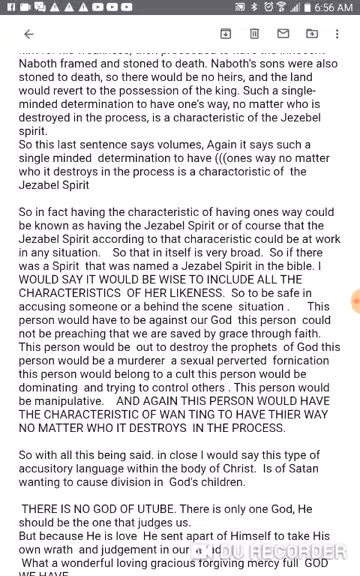 6:56 AM
Naboth framed and stoned to death. Naboth's sons were also
stoned to death, so there would be no heirs, and the land
would revert to the possession of the king. Such a single-
minded determination to have one's way, no matter who is
destroyed in the process, is a characteristic of the Jezebel
spirit.
So this last sentence says volumes, Again it says such a
single minded determination to have (((ones way no matter
who it destroys in the process is a charactoristic of the
Jezabel Spirit
So in fact having the characteristic of having ones way could
be known as having the Jezabel Spirit or of course that the
Jezabel Spirit according to that characeristic could be at work
in any situation. So that in itself is very broad. So if there
was a Spirit that was named a Jezabel Spirit in the bible. I
WOULD SAY IT WOULD BE WISE TO INCLUDE ALL THE
CHARACTERISTICS OF HER LIKENESS. So to be safe in
accusing someone or a behind the scene situation . This
person would have to be against our God this person could
not be preaching that we are saved by grace through faith.
This person would be out to destroy the prophets of God this
person would be a murderer a sexual perverted fornication
this person would belong to a cult this person would be
dominating and trying to control others . This person would
be manipulative. AND AGAIN THIS PERSON WOULD HAVE
THE CHARACTERISTIC OF WAN TING TO HAVE THIER WAY
NO MATTER WHO IT DESTROYS IN THE PROCESS.
So with all this being said. in close I would say this type of
accusitory language within the body of Christ. Is of Satan
wanting to cause division in God's children.
THERE IS NO GOD OF UTUBE. There is only one God, He
should be the one that judges us.
But because He is love He sent apart of Himself to take His
own wrath and judgement in our
DU RECORDER
What a wonderful loving gracious forgiving mercy full GOD
WE HAVE